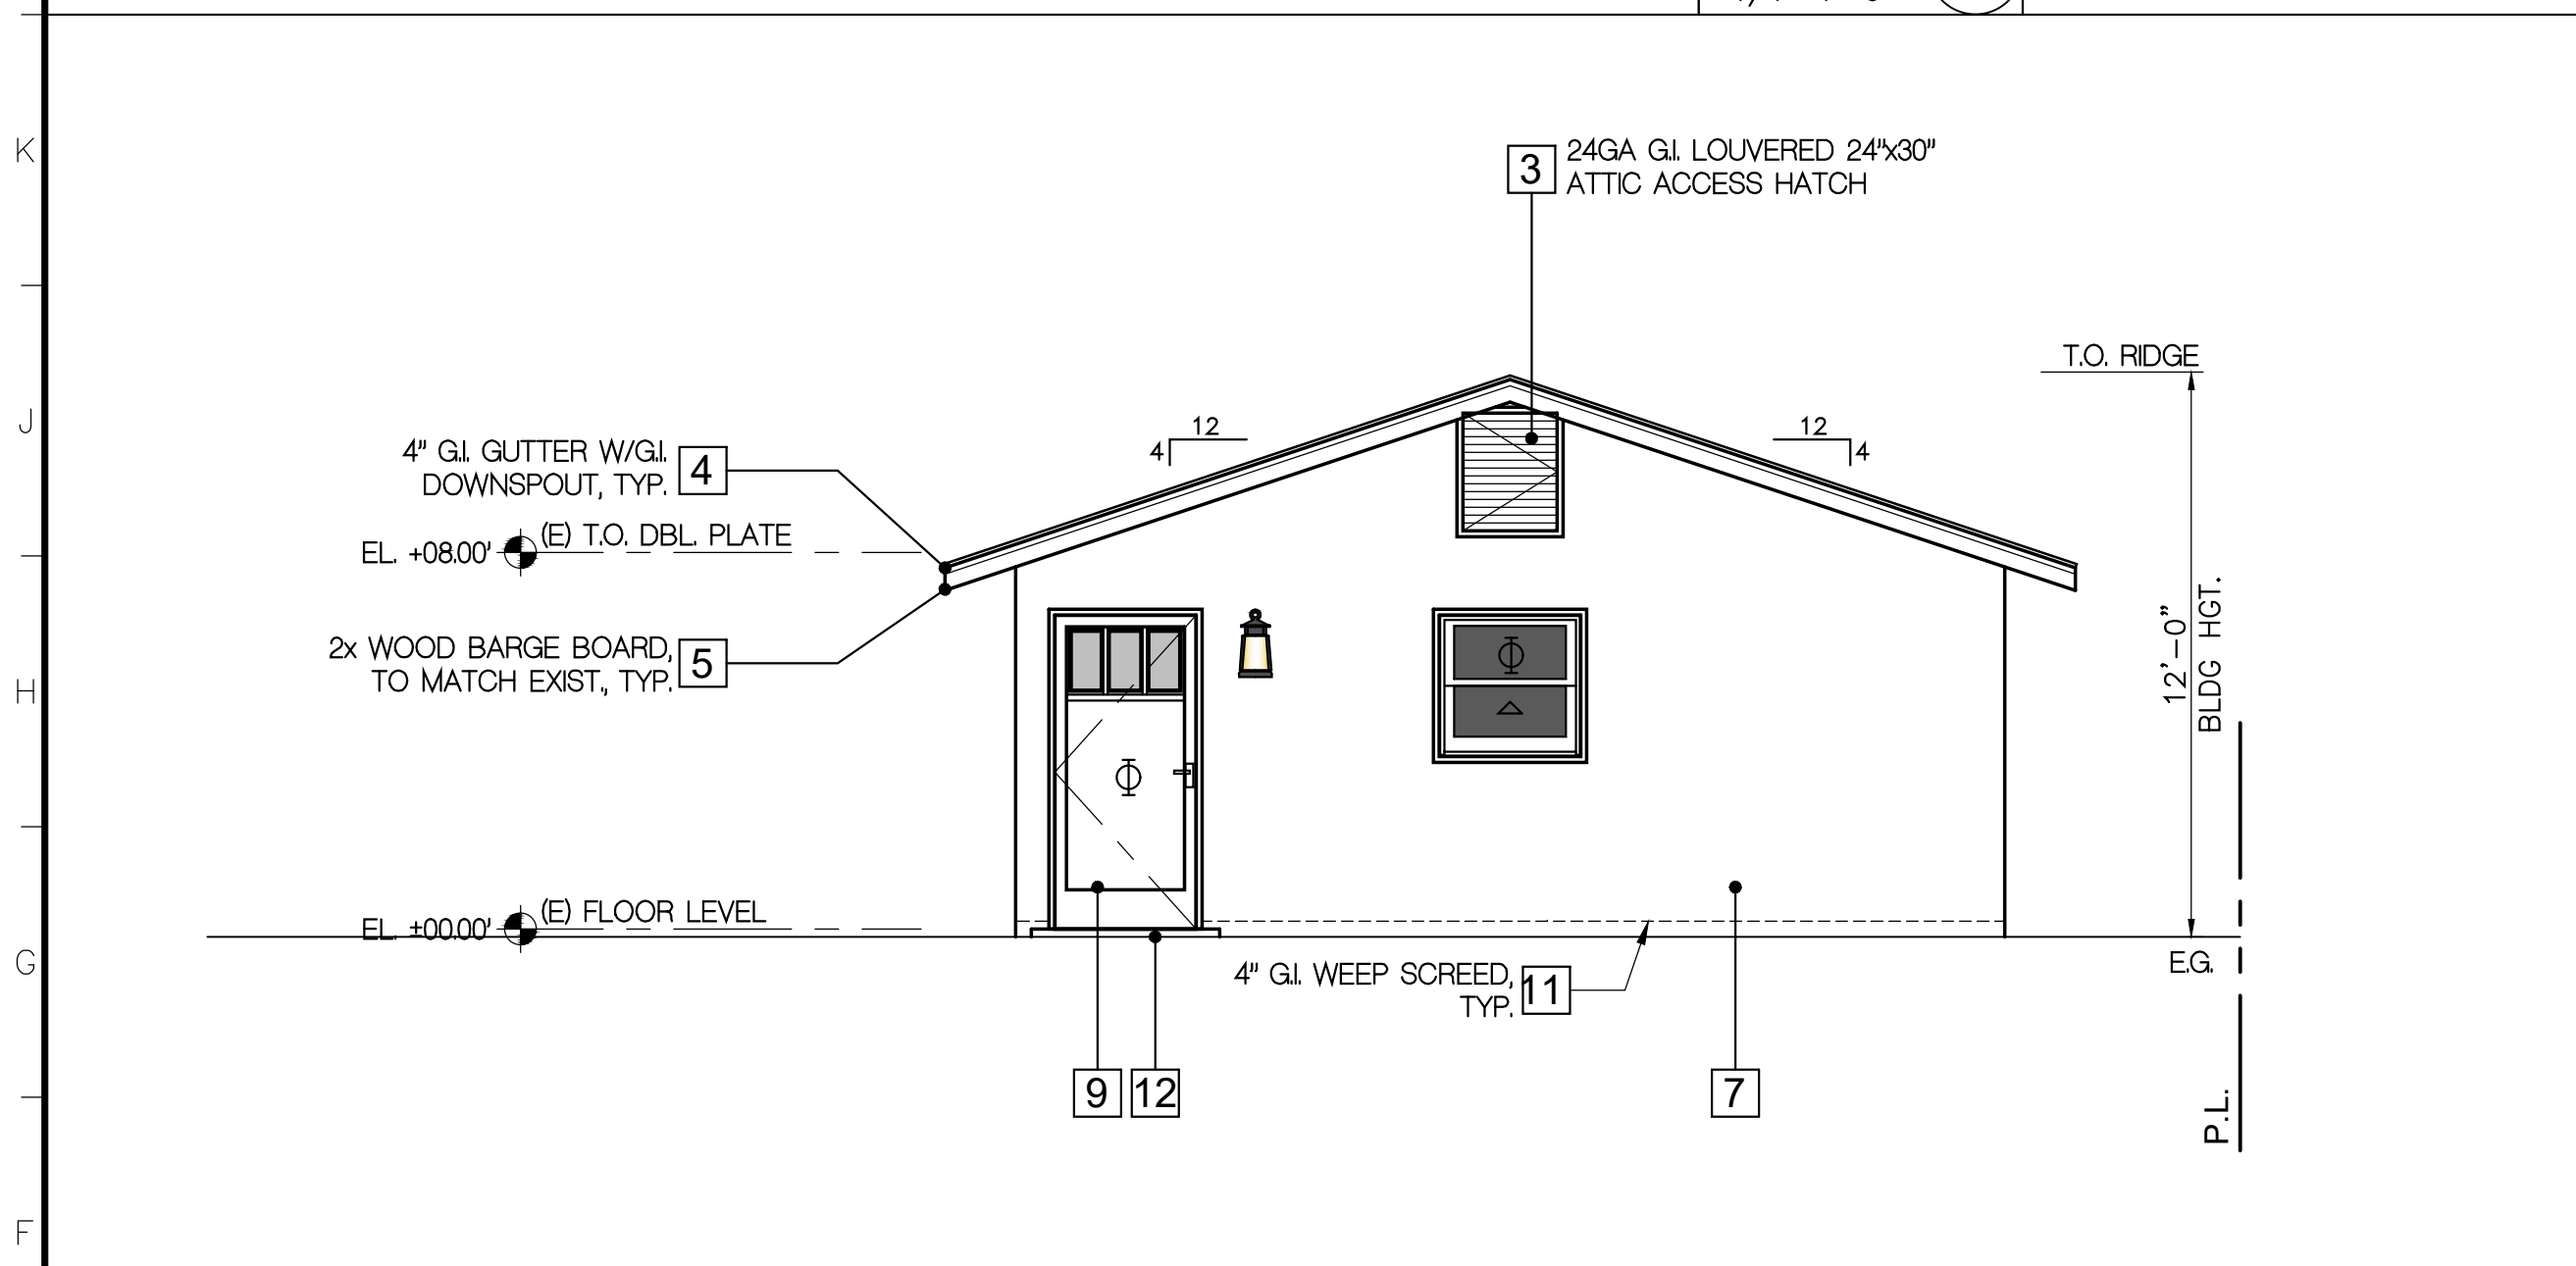 K
3 24GA G.I. LOUVERED 24"x30"
ATTIC ACCESS HATCH
T.O. RIDGE
J
12
4
12
4
4" G.I. GUTTER W/G.I.
DOWNSPOUT, TYP.
4
EL. +08.00'
(E) T.O. DBL. PLATE
2x WOOD BARGE BOARD,
TO MATCH EXIST., TYP.
5
12'-0"
BLDG HGT.
H
EL. ±00.00'
(E) FLOOR LEVEL
G
4" G.I. WEEP SCREED,
TYP.
11
E.G.
9
12
7
P.L.
F